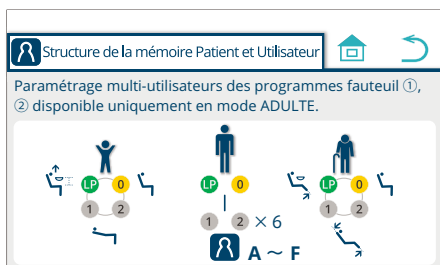 Structure de la mémoire Patient et Utilisateur
Paramétrage multi-utilisateurs des programmes fauteuil ①,
② disponible uniquement en mode ADULTE.
LP 0 LP 0 LP 0
1 2 1 2 × 6 1 2
A ~ F